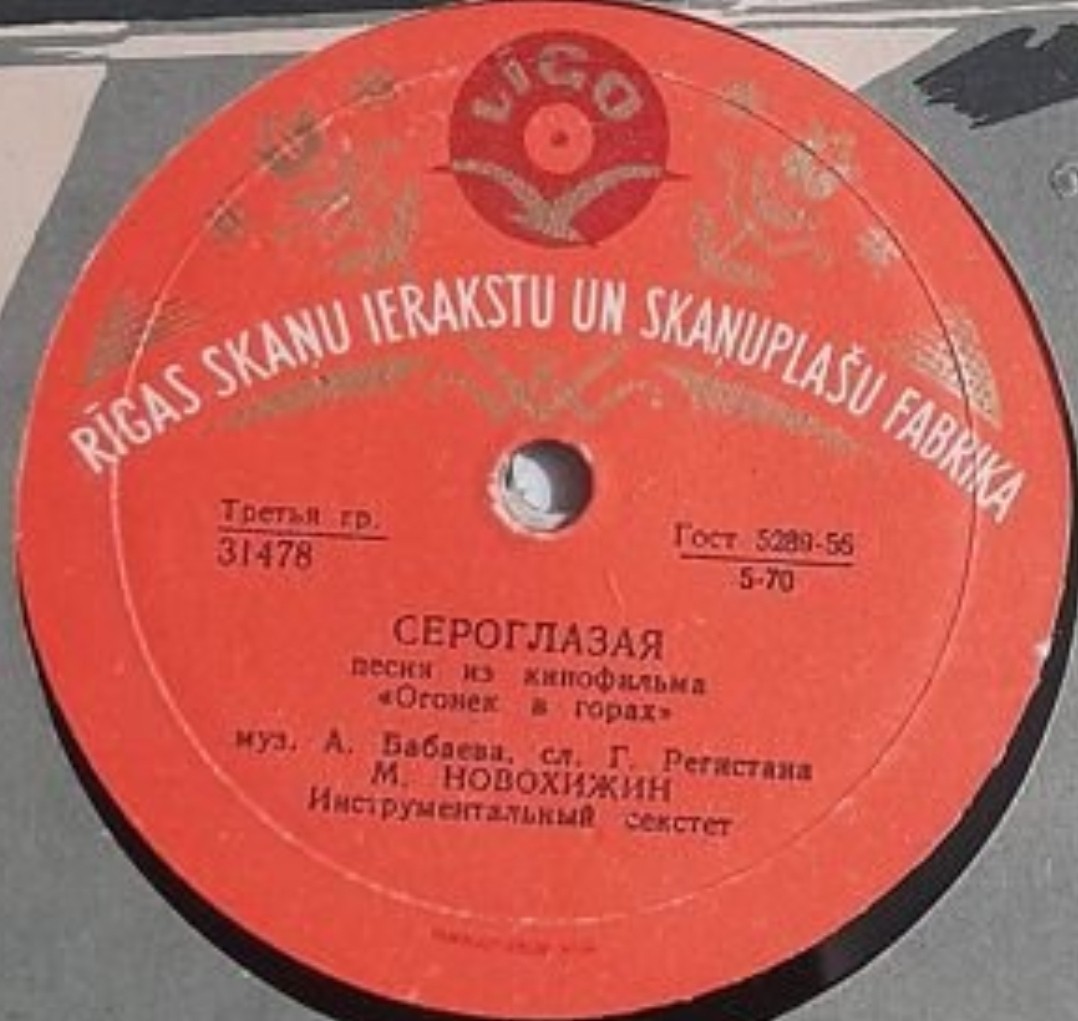 LīGO
RĪGAS SKAŅU IERAKSTU UN SKAŅUPLAŠU FABRIKA
Третья гр.
31478
Гост 5289-56
5-70
СЕРОГЛАЗАЯ
песня из кинофильма
«Огонек в горах»
муз. А. Бабаева, сл. Г. Регистана
М. НОВОХИЖИН
Инструментальный секстет